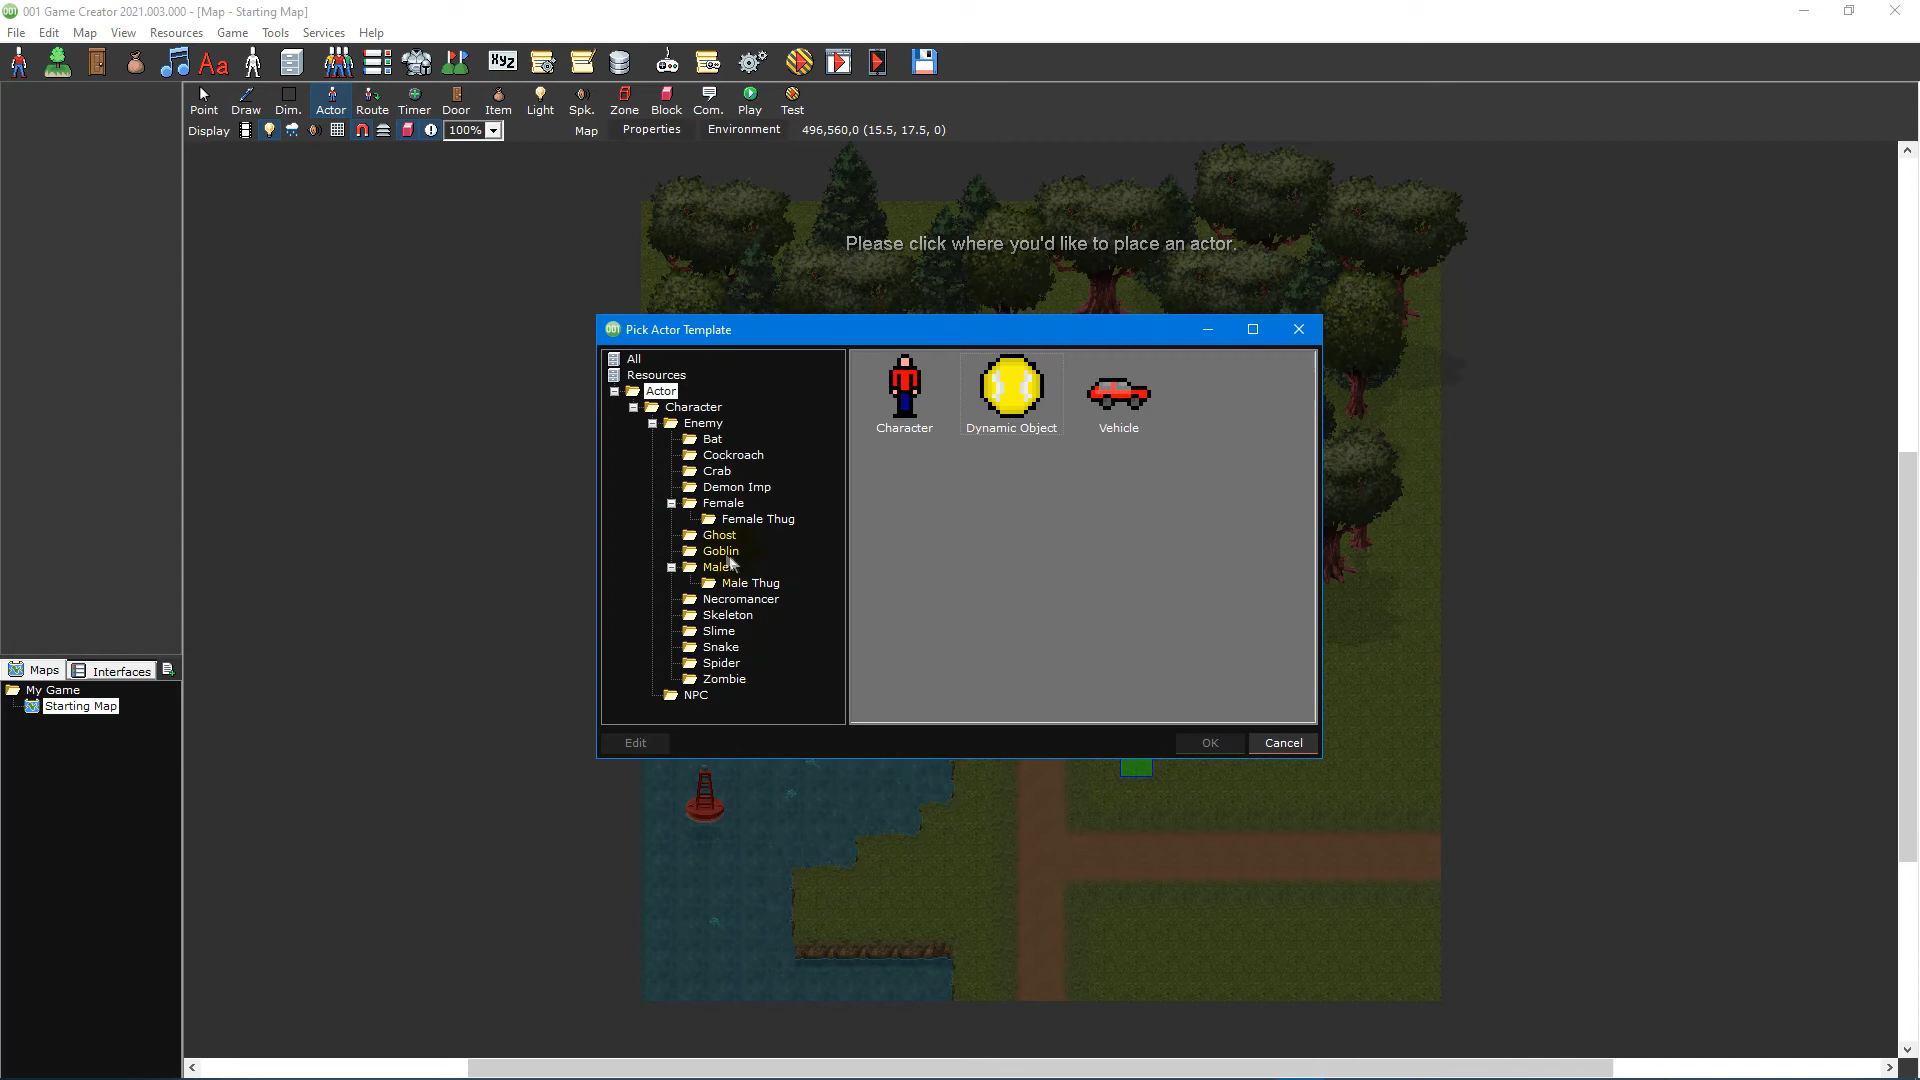 001 Game Creator 2021.003.000 - [Map - Starting Map]
File Edit Map View Resources Game Tools Services Help
Aa XYZ
Point Draw Dim. Actor Route Timer Door Item Light Spk. Zone Block Com. Play Test
Display 100% Map Properties Environment 496,560,0 (15.5, 17.5, 0)
Please click where you'd like to place an actor.
001 Pick Actor Template
All
Resources
Actor
Character
Enemy
Bat
Cockroach
Crab
Demon Imp
Female
Female Thug
Ghost
Goblin
Male
Male Thug
Necromancer
Skeleton
Slime
Snake
Spider
Zombie
NPC
Character Dynamic Object Vehicle
Edit OK Cancel
Maps Interfaces
My Game
Starting Map